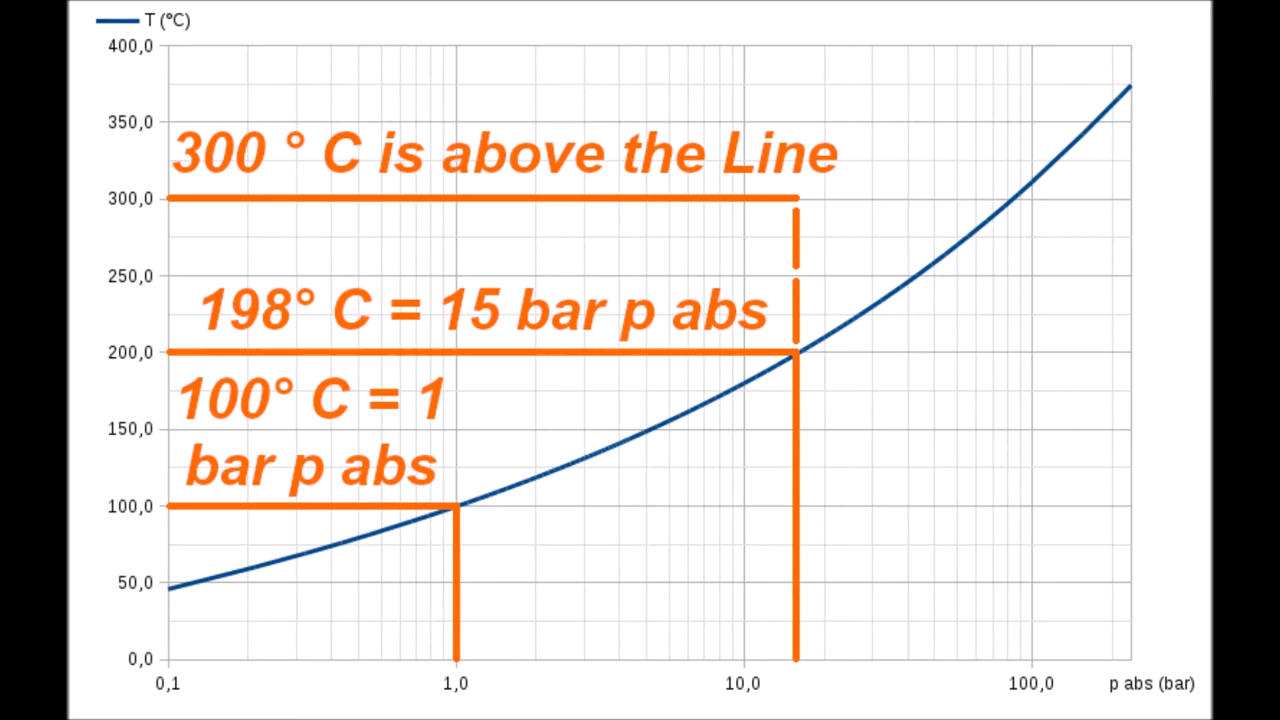 T (°C)
400,0
350,0
300 ° C is above the Line
300,0
250,0
198° C = 15 bar p abs
200,0
100° C = 1
bar p abs
150,0
100,0
50,0
0,0
0,1 1,0 10,0 100,0 p abs (bar)